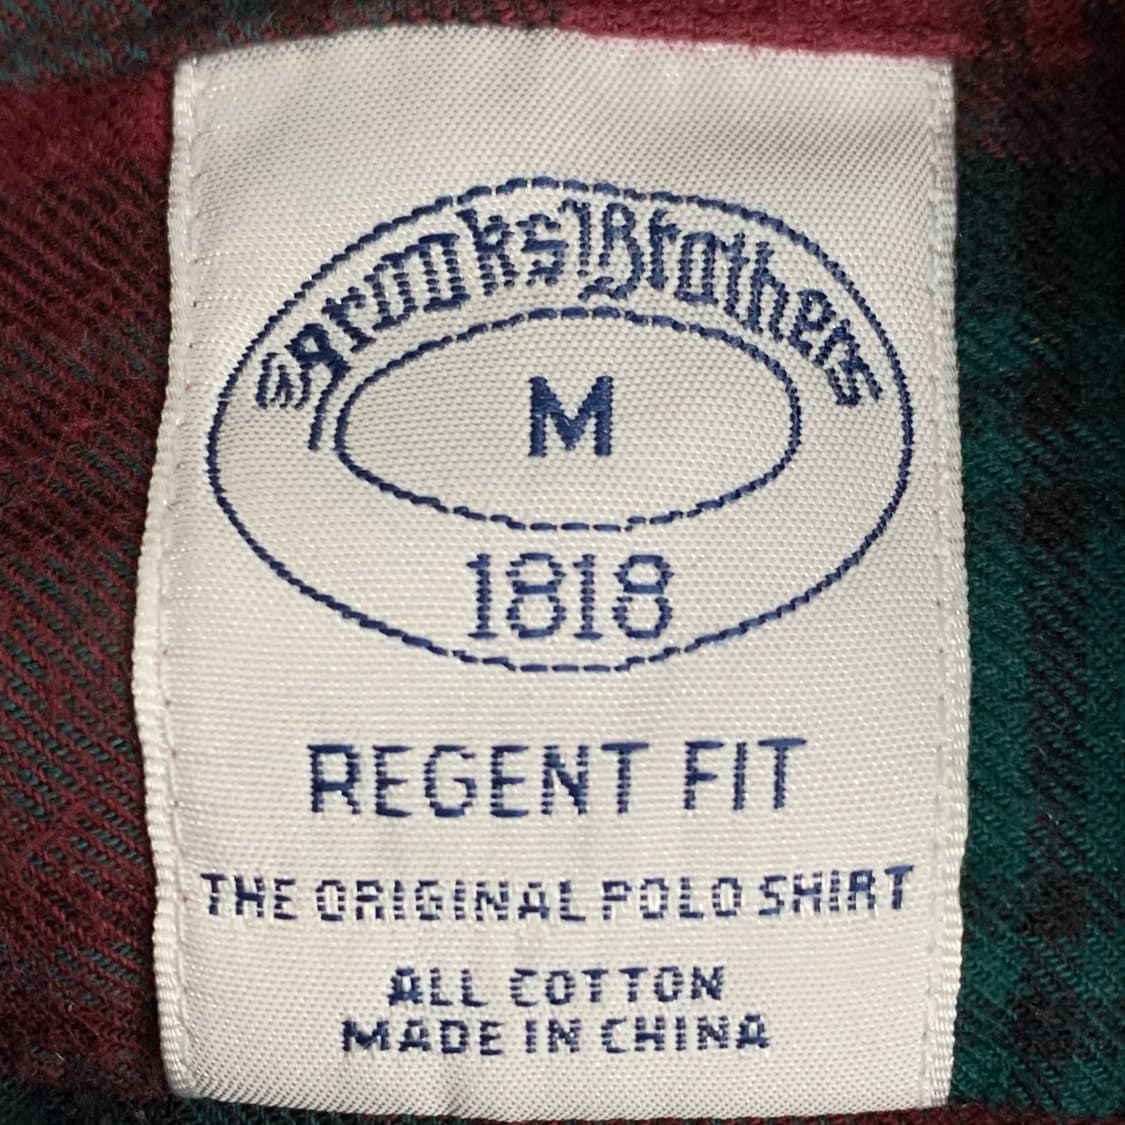 Brooks Brothers
M
1818
REGENT FIT
THE ORIGINAL POLO SHIRT
ALL COTTON
MADE IN CHINA